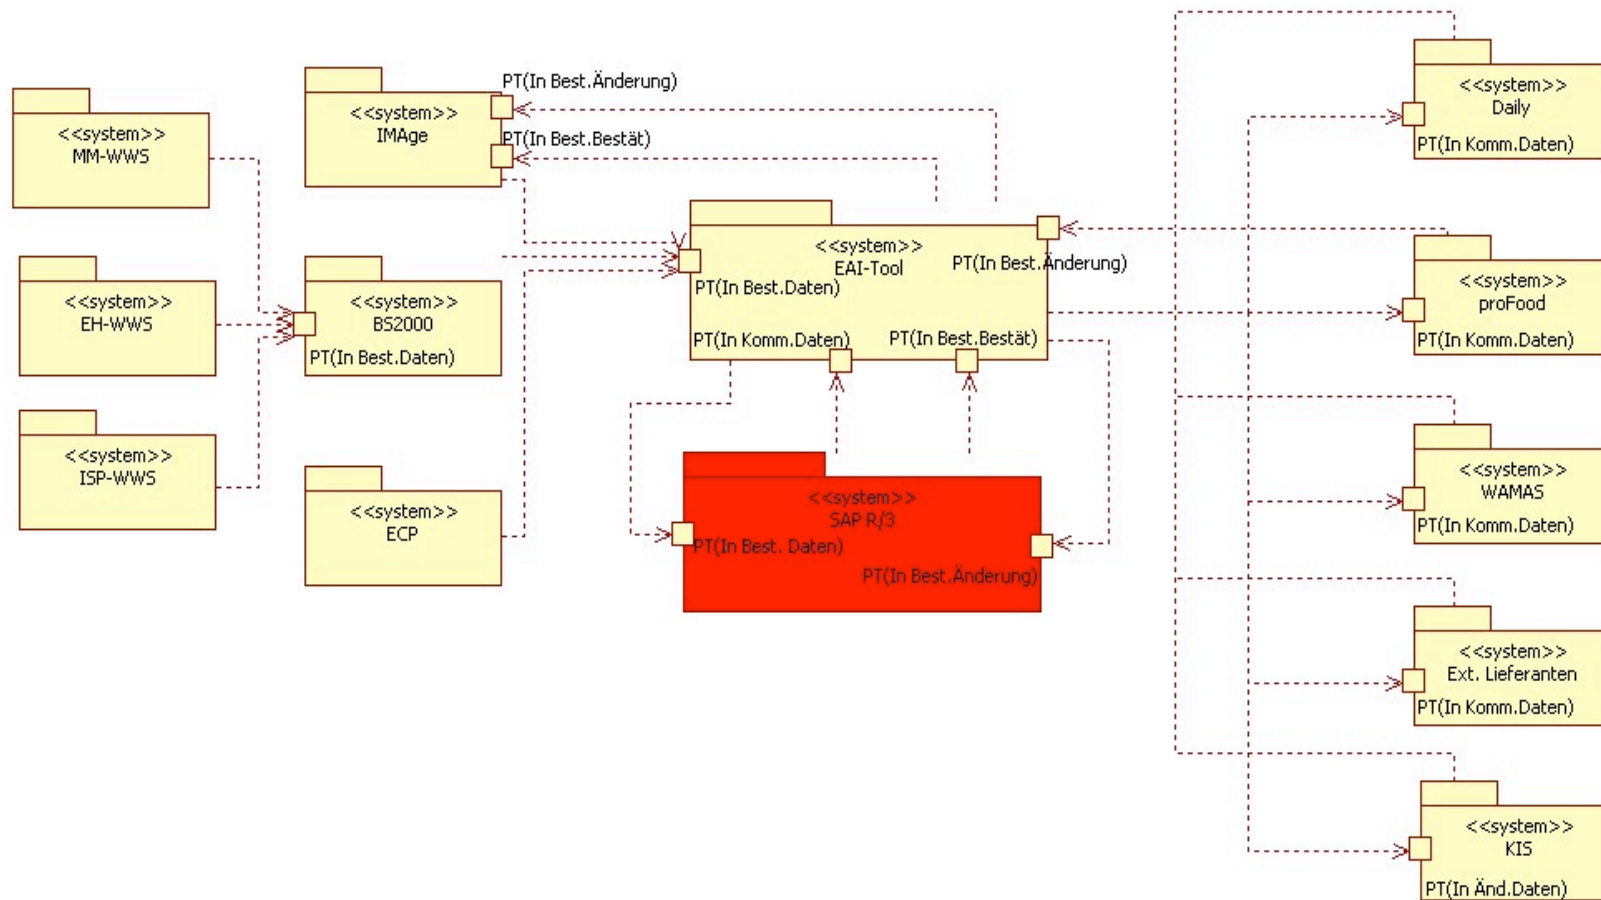 <<system>>
MM-WWS
<<system>>
IMAge
PT(In Best.Änderung)
PT(In Best.Bestät)
<<system>>
Daily
PT(In Komm.Daten)
<<system>>
EH-WWS
<<system>>
BS2000
PT(In Best.Daten)
<<system>>
EAI-Tool
PT(In Best.Änderung)
PT(In Best.Daten)
PT(In Komm.Daten)
PT(In Best.Bestät)
<<system>>
proFood
PT(In Komm.Daten)
<<system>>
ISP-WWS
<<system>>
ECP
<<system>>
SAP R/3
PT(In Best. Daten)
PT(In Best.Änderung)
<<system>>
WAMAS
PT(In Komm.Daten)
<<system>>
Ext. Lieferanten
PT(In Komm.Daten)
<<system>>
KIS
PT(In Änd.Daten)